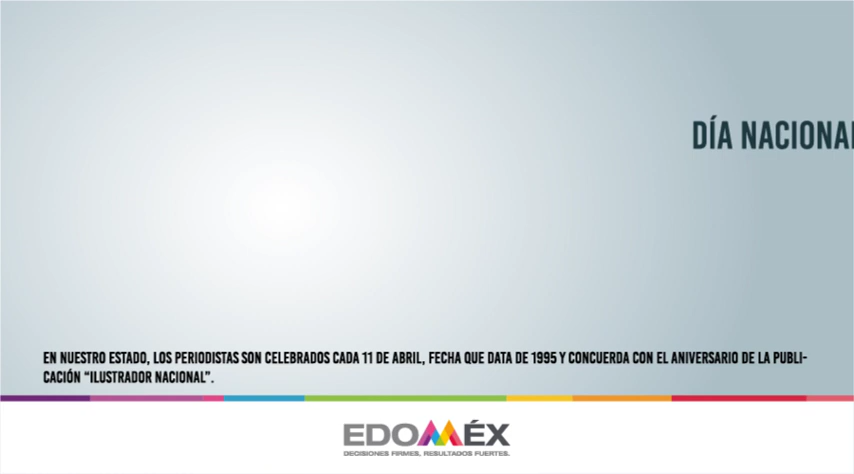 DÍA NACIONAL
EN NUESTRO ESTADO, LOS PERIODISTAS SON CELEBRADOS CADA 11 DE ABRIL, FECHA QUE DATA DE 1995 Y CONCUERDA CON EL ANIVERSARIO DE LA PUBLI-
CACIÓN “ILUSTRADOR NACIONAL”.
EDOMÉX
DECISIONES FIRMES, RESULTADOS FUERTES.